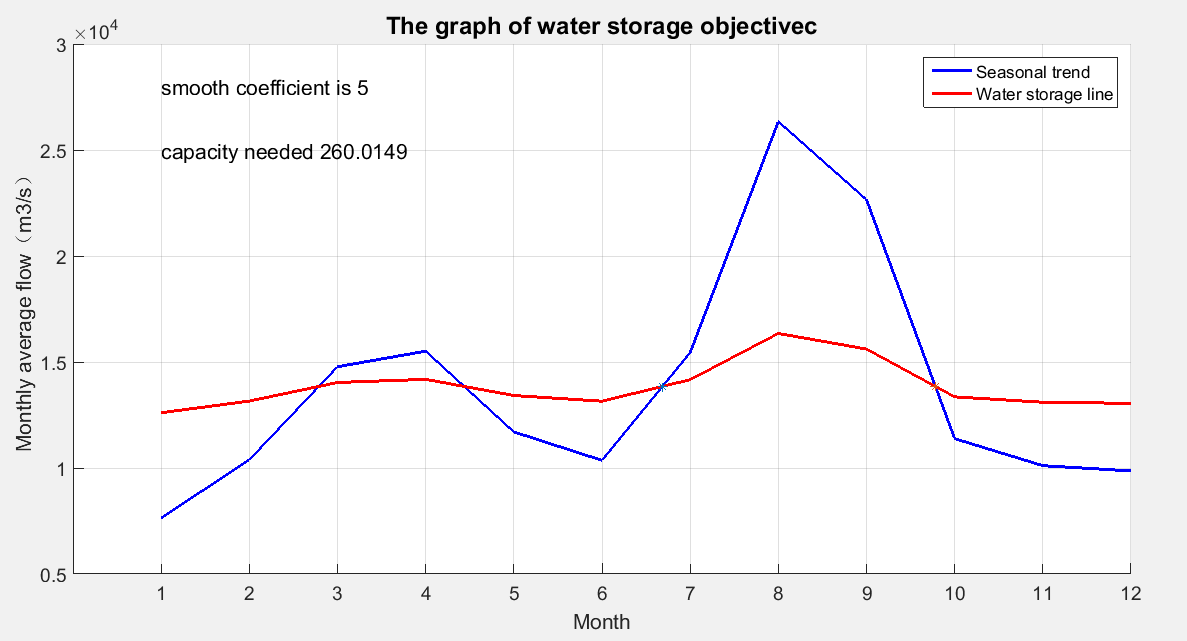 The graph of water storage objectivec
×10⁴
smooth coefficient is 5
capacity needed 260.0149
Seasonal trend
Water storage line
Monthly average flow（m3/s）
3
2.5
2
1.5
1
0.5
1 2 3 4 5 6 7 8 9 10 11 12
Month